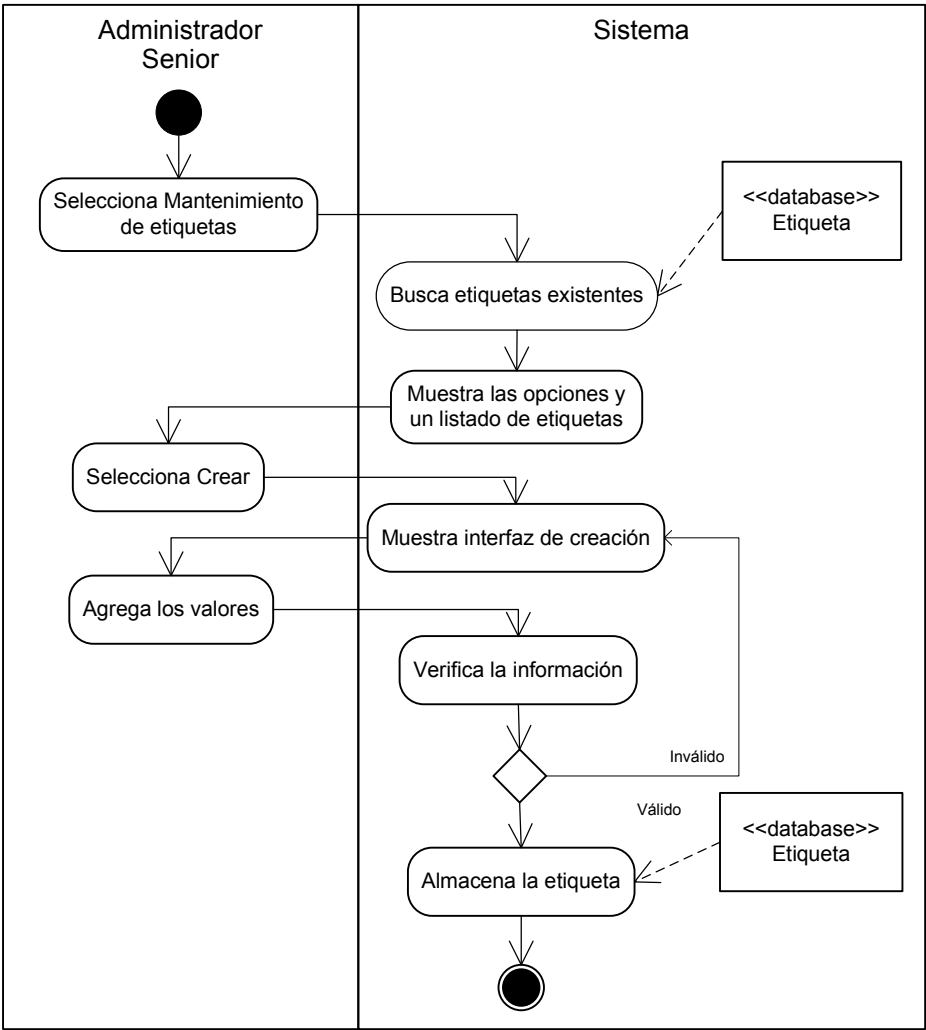 Administrador
Senior
Sistema
Selecciona Mantenimiento
de etiquetas
<<database>>
Etiqueta
Busca etiquetas existentes
Muestra las opciones y
un listado de etiquetas
Selecciona Crear
Muestra interfaz de creación
Agrega los valores
Verifica la información
Inválido
Válido
<<database>>
Etiqueta
Almacena la etiqueta